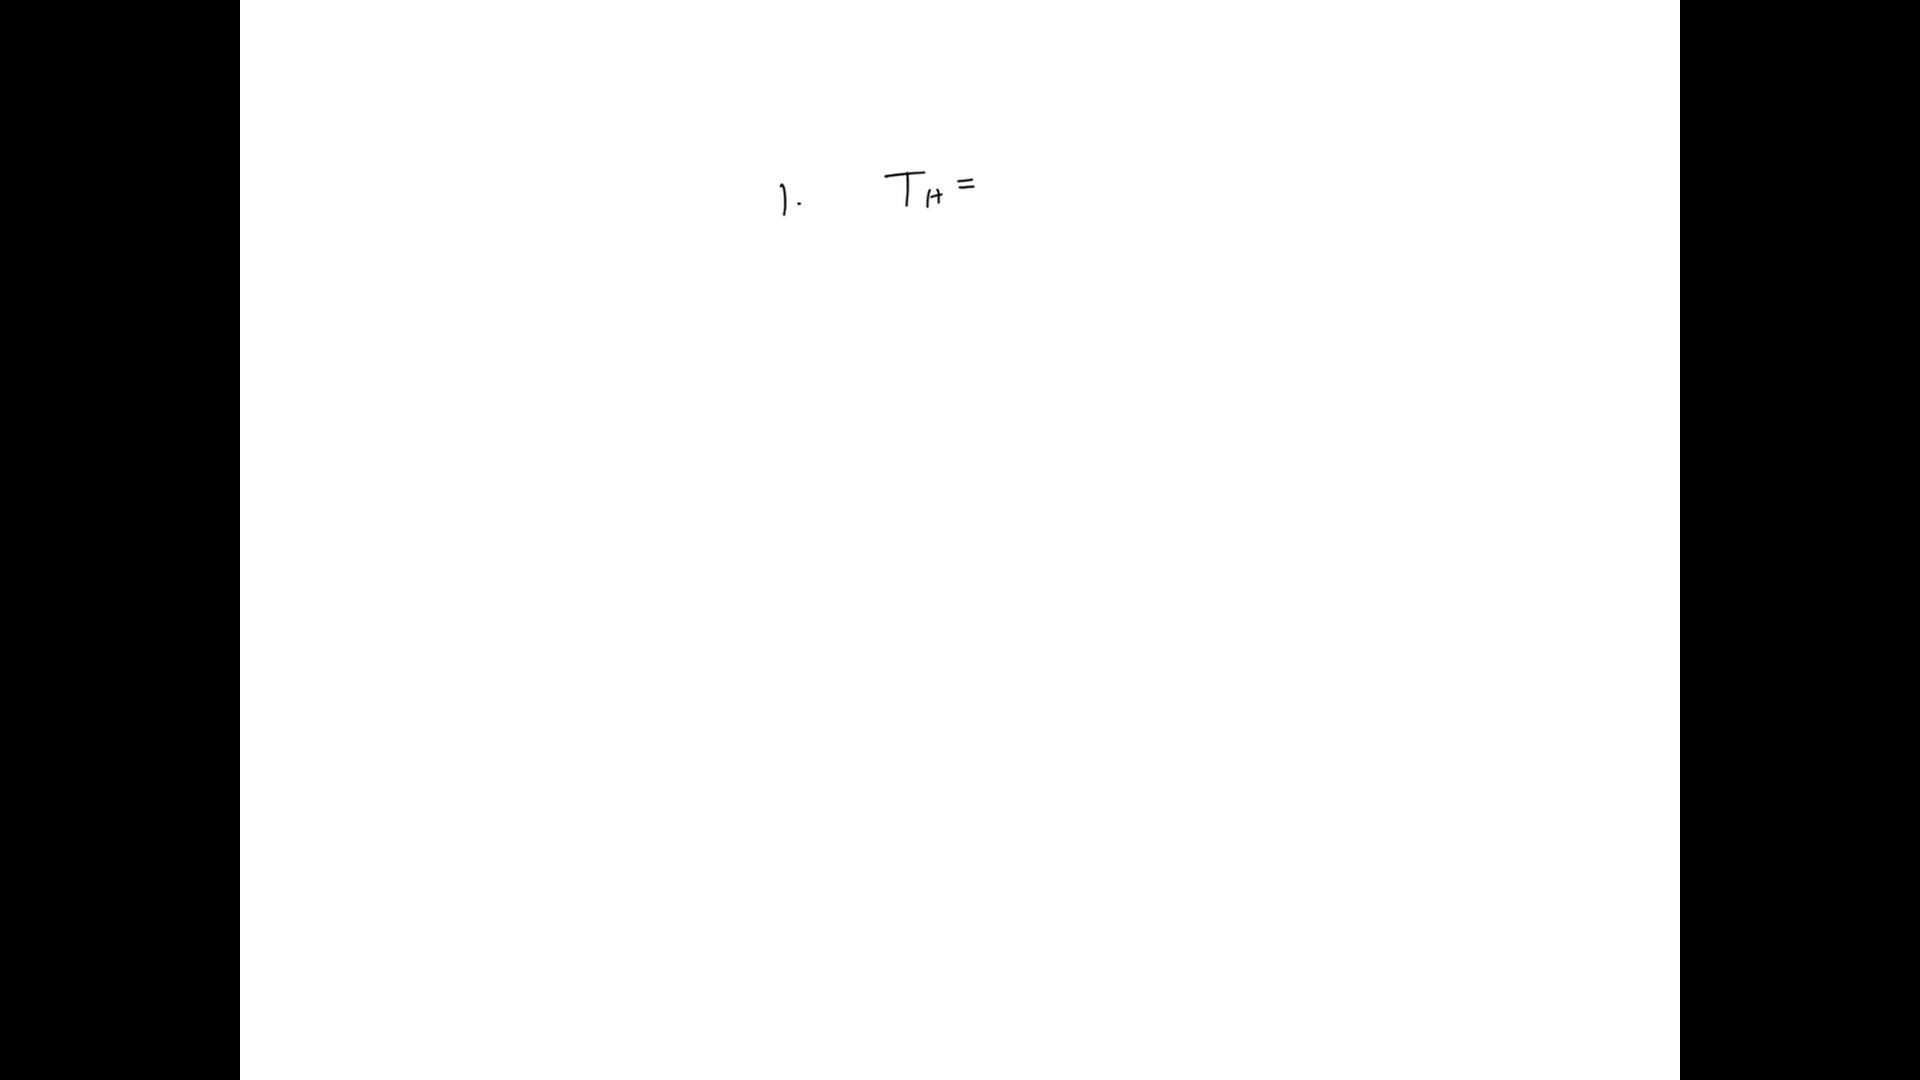 1. T_H =